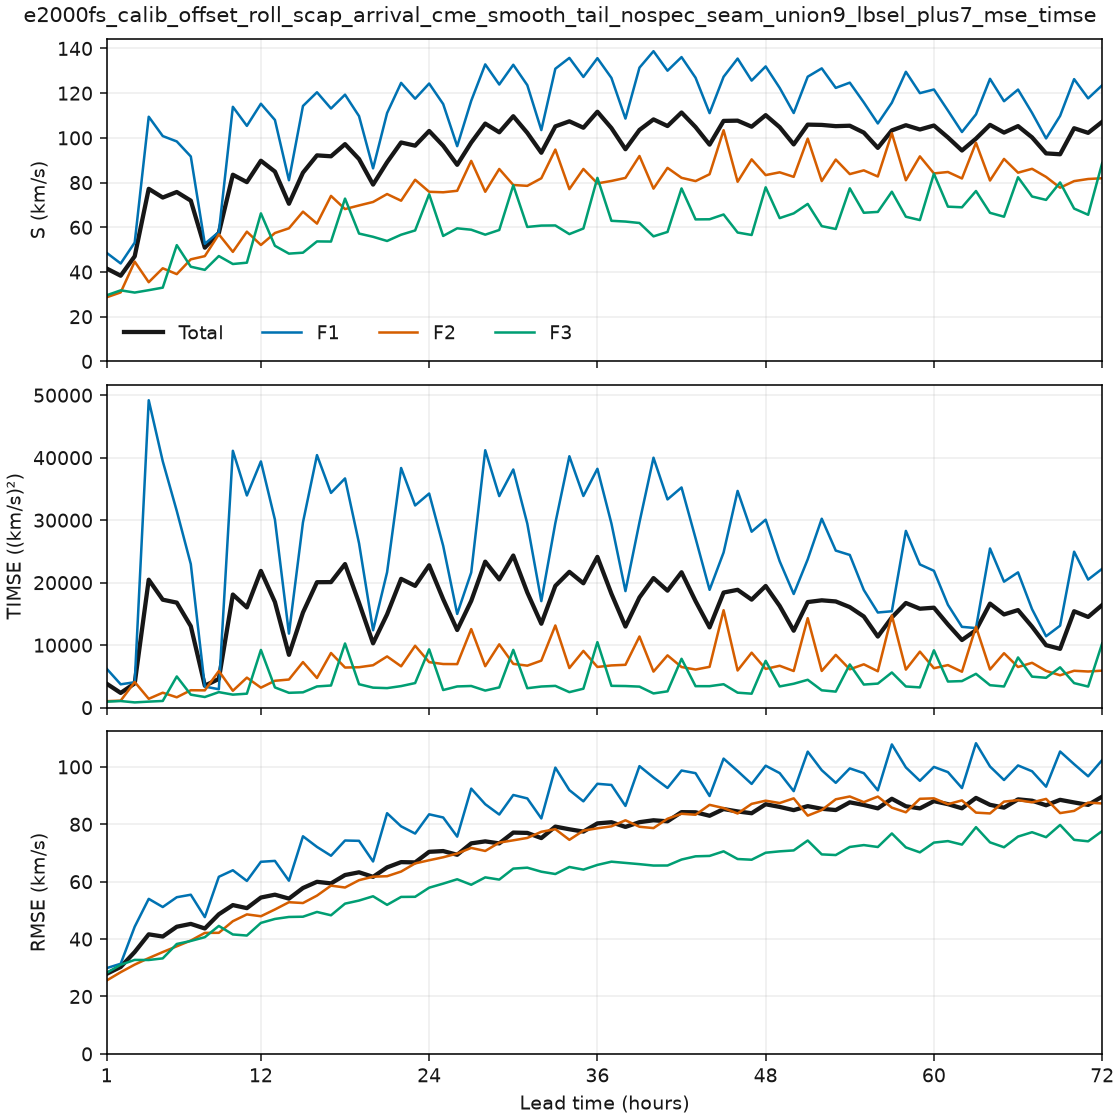 e2000fs_calib_offset_roll_scap_arrival_cme_smooth_tail_nospec_seam_union9_lbsel_plus7_mse_timse
S (km/s)
140
120
100
80
60
40
20
0
Total F1 F2 F3
TIMSE ((km/s)²)
50000
40000
30000
20000
10000
0
RMSE (km/s)
100
80
60
40
20
0
1 12 24 36 48 60 72
Lead time (hours)